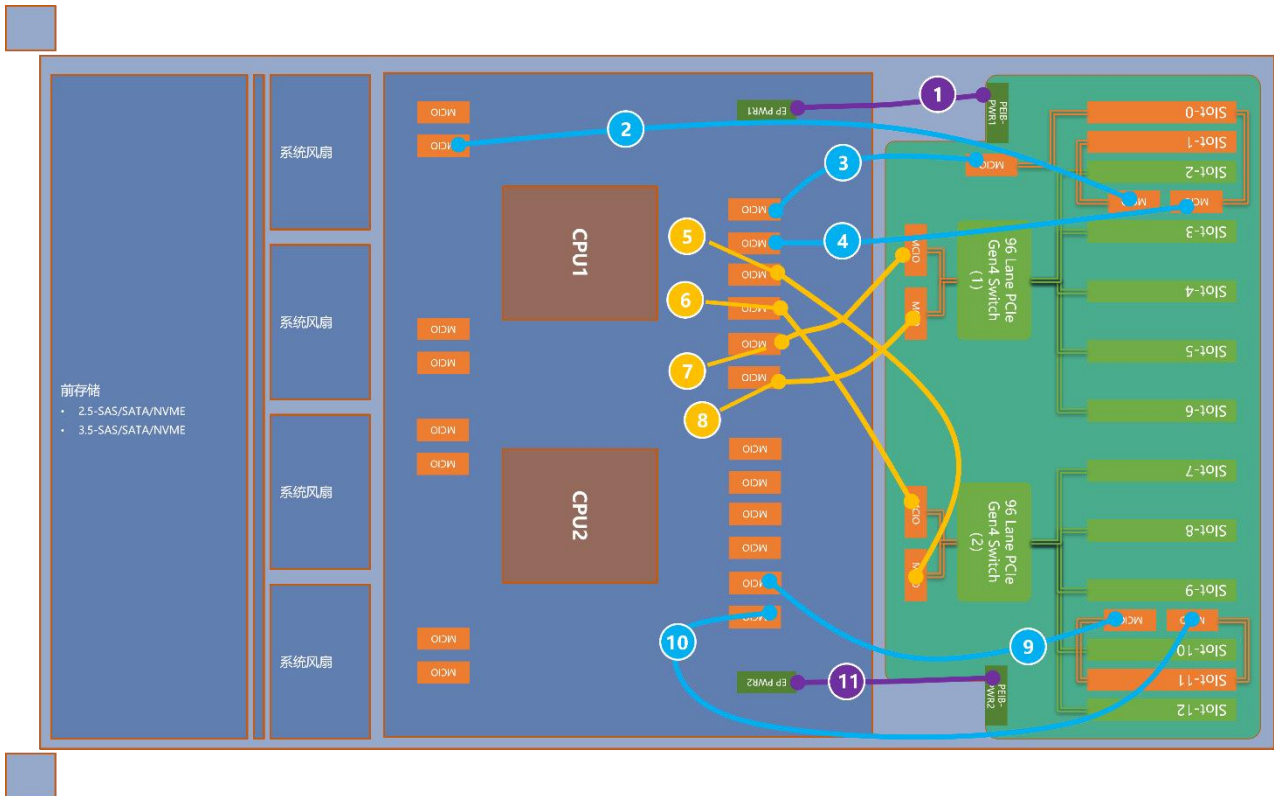 前存储
• 2.5-SAS/SATA/NVME
• 3.5-SAS/SATA/NVME
系统风扇
系统风扇
系统风扇
系统风扇
MCIO
MCIO
MCIO
MCIO
MCIO
MCIO
MCIO
MCIO
CPU1
CPU2
EP PWR1
MCIO
MCIO
MCIO
MCIO
MCIO
MCIO
MCIO
MCIO
MCIO
MCIO
MCIO
MCIO
EP PWR2
1
2
3
4
5
6
7
8
9
10
11
PEIB-
PWR1
MCIO
MCIO
MCIO
96 Lane PCIe
Gen4 Switch
(1)
MCIO
MCIO
96 Lane PCIe
Gen4 Switch
(2)
PEIB-
PWR2
Slot-0
Slot-1
Slot-2
MCIO
MCIO
Slot-3
Slot-4
Slot-5
Slot-6
Slot-7
Slot-8
Slot-9
MCIO
Slot-10
Slot-11
Slot-12